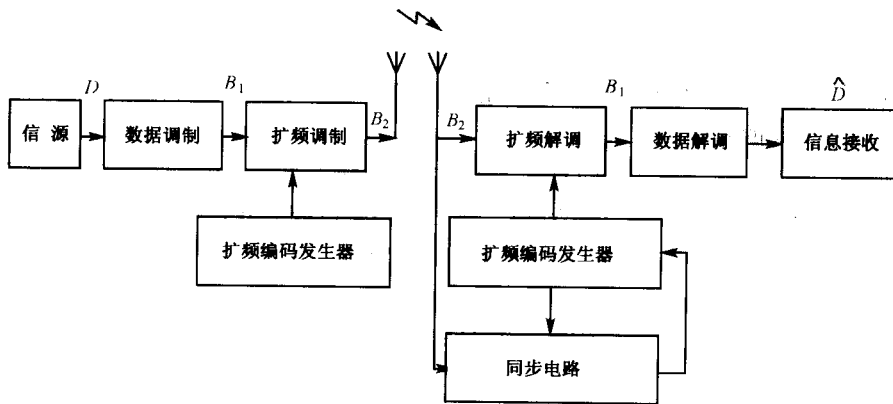 D
B₁
B₂
B₂
B₁
D̂
信源
数据调制
扩频调制
扩频解调
数据解调
信息接收
扩频编码发生器
扩频编码发生器
同步电路